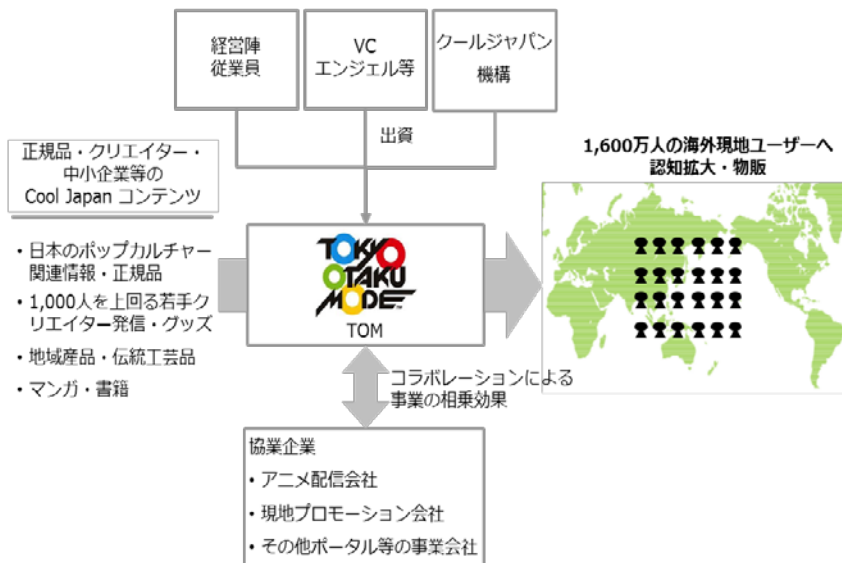 経営陣
従業員
VC
エンジェル等
クールジャパン
機構
出資
正規品・クリエイター・
中小企業等の
Cool Japan コンテンツ
・日本のポップカルチャー
関連情報・正規品
・1,000人を上回る若手ク
リエイター発信・グッズ
・地域産品・伝統工芸品
・マンガ・書籍
TOKYO
OTAKU
MODE
TOM
1,600万人の海外現地ユーザーへ
認知拡大・物販
コラボレーションによる
事業の相乗効果
協業企業
・アニメ配信会社
・現地プロモーション会社
・その他ポータル等の事業会社